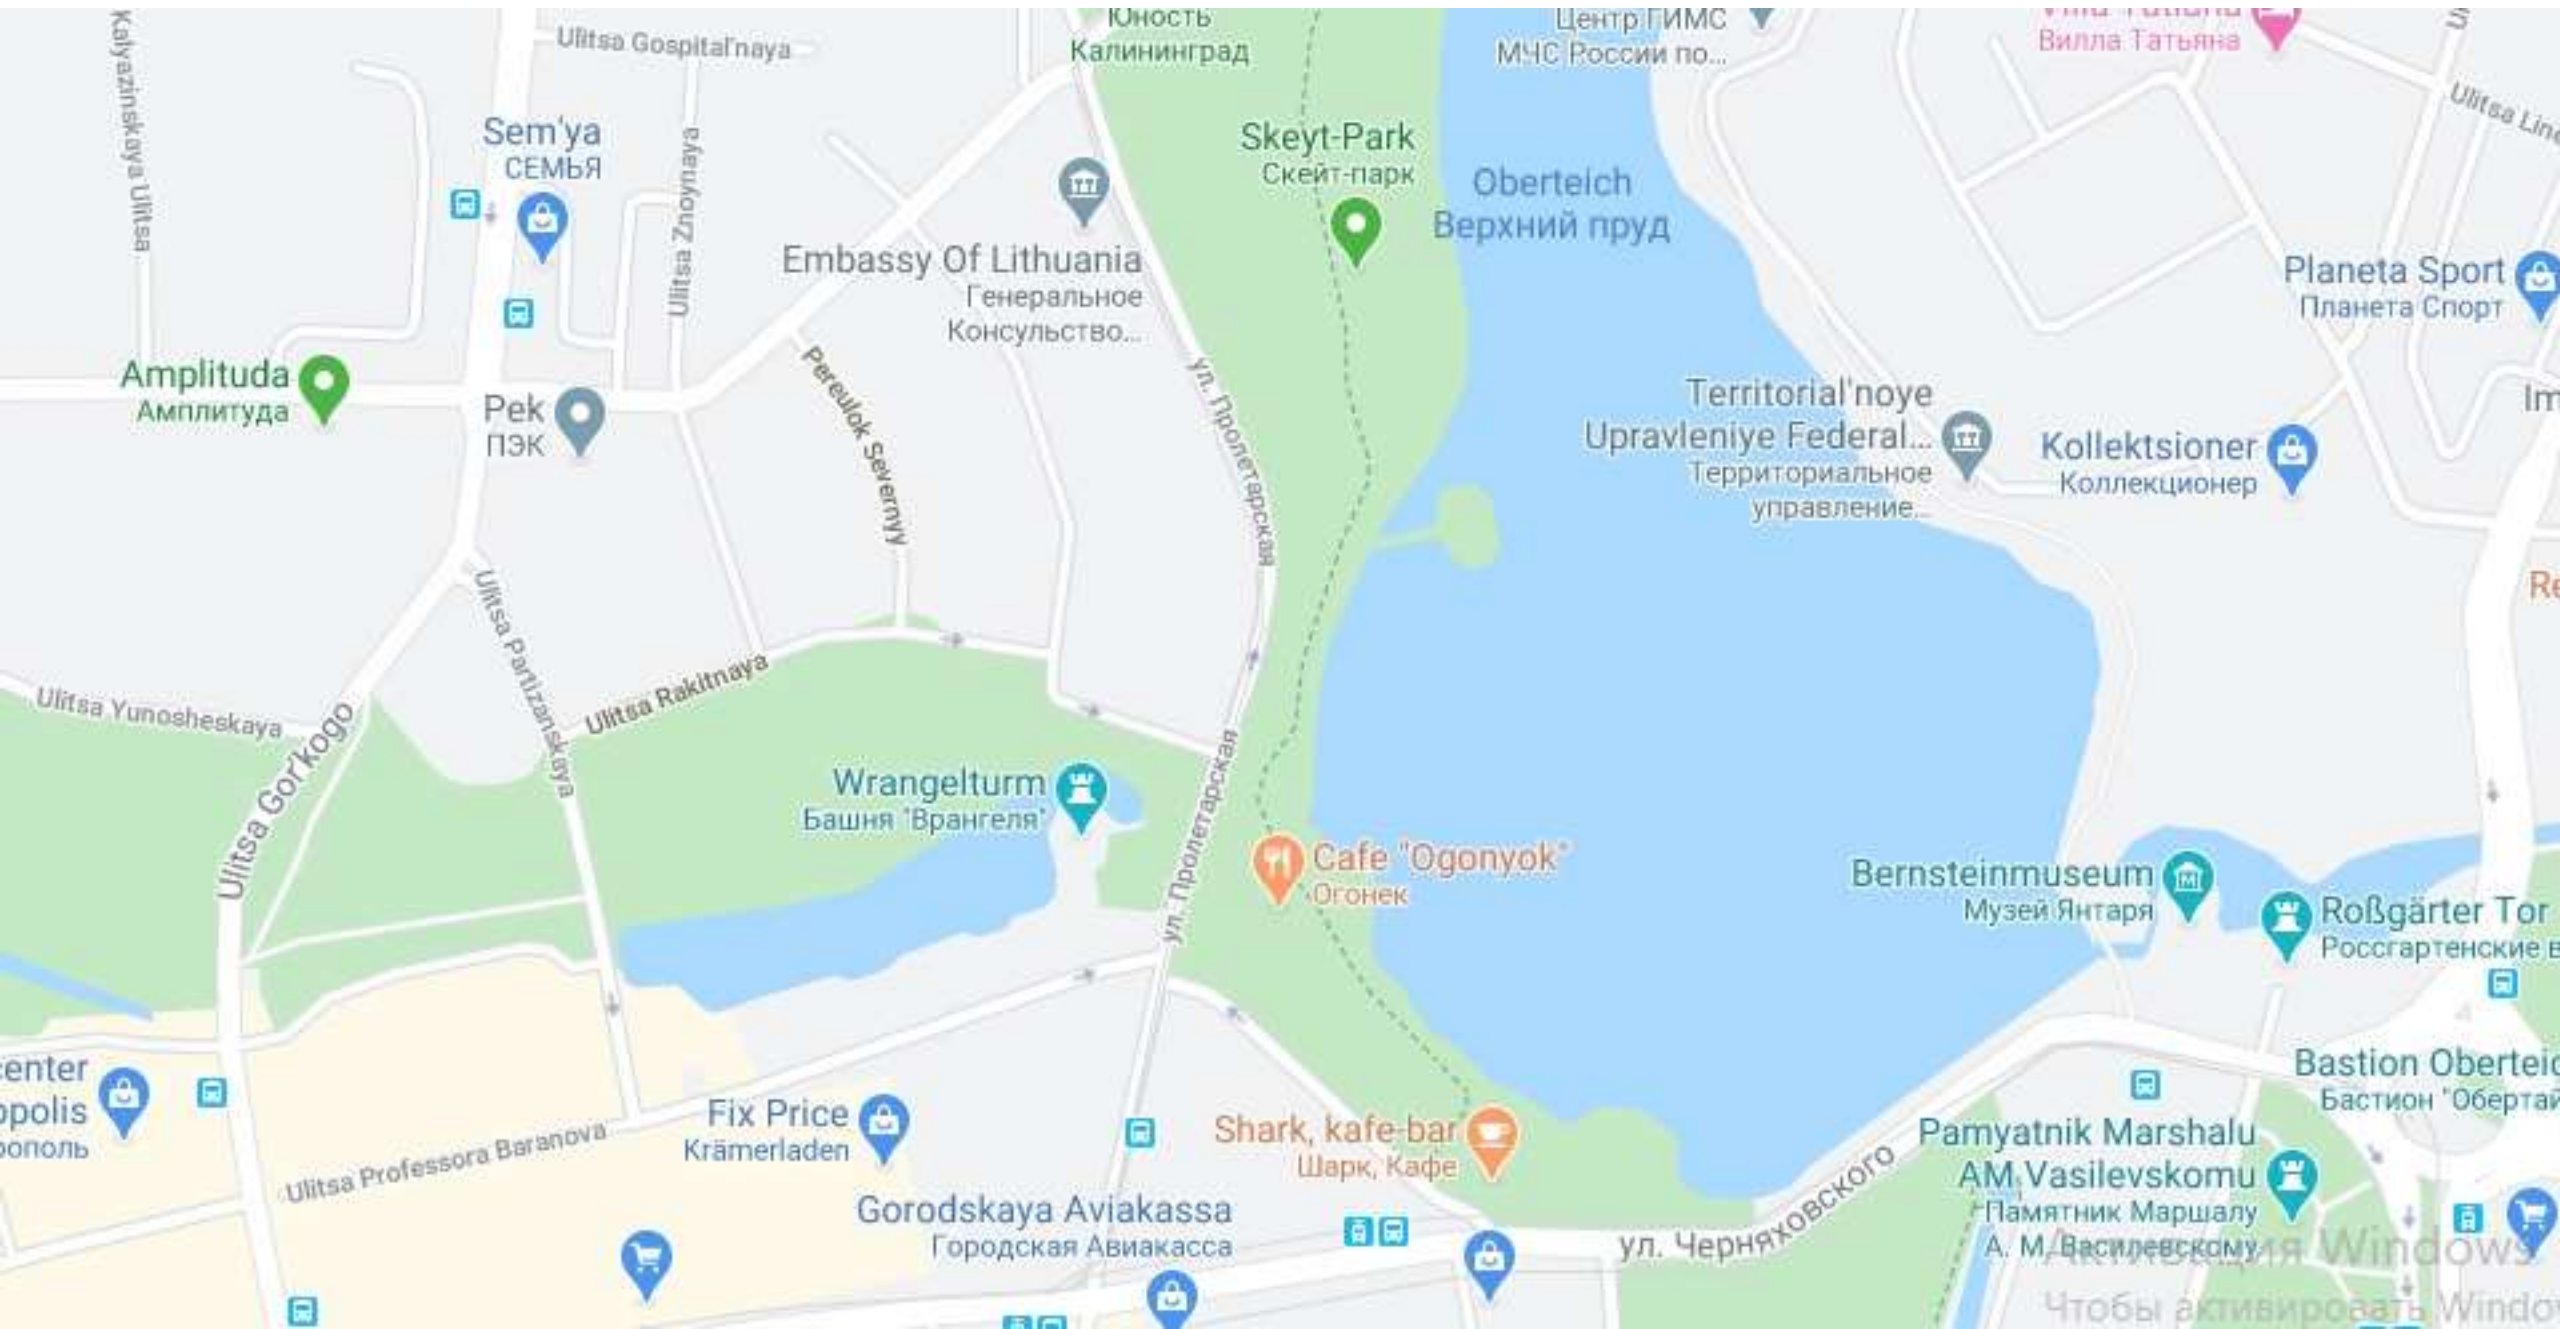 Kalyazinskaya Ulitsa
Ulitsa Gospital'naya
Юность
Калининград
Центр ГИМС
МЧС России по...
Вилла Татьяна
Sem'ya
СЕМЬЯ
Ulitsa Znoynaya
Skeyt-Park
Скейт-парк
Oberteich
Верхний пруд
Embassy Of Lithuania
Генеральное
Консульство...
Planeta Sport
Планета Спорт
Amplituda
Амплитуда
Pek
ПЭК
Pereulok Severnyy
ул. Пролетарская
Territorial'noye
Upravleniye Federal...
Территориальное
управление...
Kollektsioner
Коллекционер
Ulitsa Partizanskaya
Ulitsa Rakitnaya
Ulitsa Yunosheskaya
Ulitsa Gor'kogo
Wrangelturm
Башня "Врангеля"
ул. Пролетарская
Cafe "Ogonyok"
Огонек
Bernsteinmuseum
Музей Янтаря
Roßgärter Tor
Россгартенские в
center
Fix Price
Krämerladen
Ulitsa Professora Baranova
Shark, kafe-bar
Шарк, Кафе
Bastion Oberteic
Бастион "Обертай
Pamyatnik Marshalu
AM Vasilevskomu
Памятник Маршалу
А. М. Василевскому
Gorodskaya Aviakassa
Городская Авиакасса
ул. Черняховского
Активация Windows
Чтобы активировать Windo